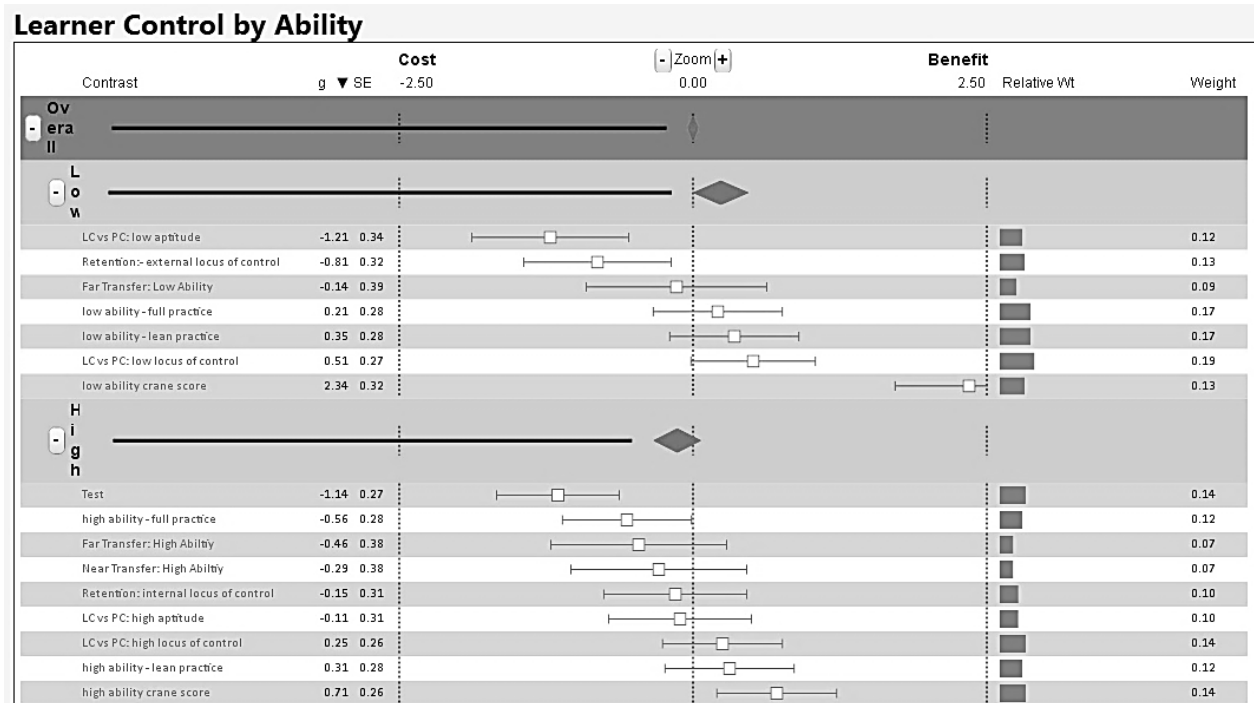 Learner Control by Ability
Cost - Zoom + Benefit
Contrast g ▼ SE -2.50 0.00 2.50 Relative Wt Weight
- Ov
era
ll
- L
o
w
LC vs PC: low aptitude -1.21 0.34 0.12
Retention:- external locus of control -0.81 0.32 0.13
Far Transfer: Low Ability -0.14 0.39 0.09
low ability - full practice 0.21 0.28 0.17
low ability - lean practice 0.35 0.28 0.17
LC vs PC: low locus of control 0.51 0.27 0.19
low ability crane score 2.34 0.32 0.13
- H
i
g
h
Test -1.14 0.27 0.14
high ability - full practice -0.56 0.28 0.12
Far Transfer: High Ability -0.46 0.38 0.07
Near Transfer: High Ability -0.29 0.38 0.07
Retention: internal locus of control -0.15 0.31 0.10
LC vs PC: high aptitude -0.11 0.31 0.10
LC vs PC: high locus of control 0.25 0.26 0.14
high ability - lean practice 0.31 0.28 0.12
high ability crane score 0.71 0.26 0.14